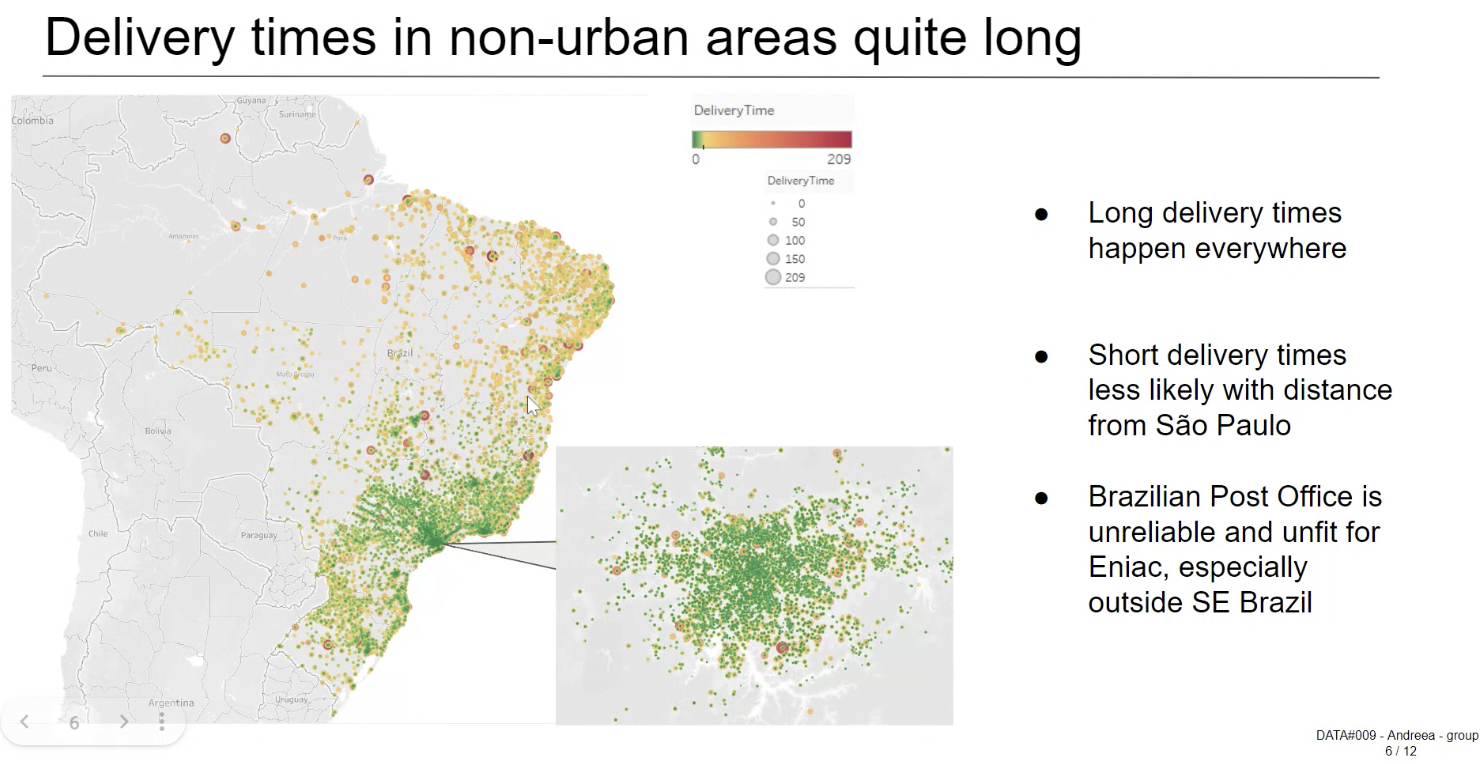 Delivery times in non-urban areas quite long
Guyana
Suriname
Colombia
Amazonas
Pará
Brazil
Mato Grosso
Peru
Bolivia
Chile
Paraguay
Argentina
Uruguay
DeliveryTime
0 209
DeliveryTime
0
50
100
150
209
● Long delivery times
happen everywhere
● Short delivery times
less likely with distance
from São Paulo
● Brazilian Post Office is
unreliable and unfit for
Eniac, especially
outside SE Brazil
6
DATA#009 - Andreea - group
6 / 12